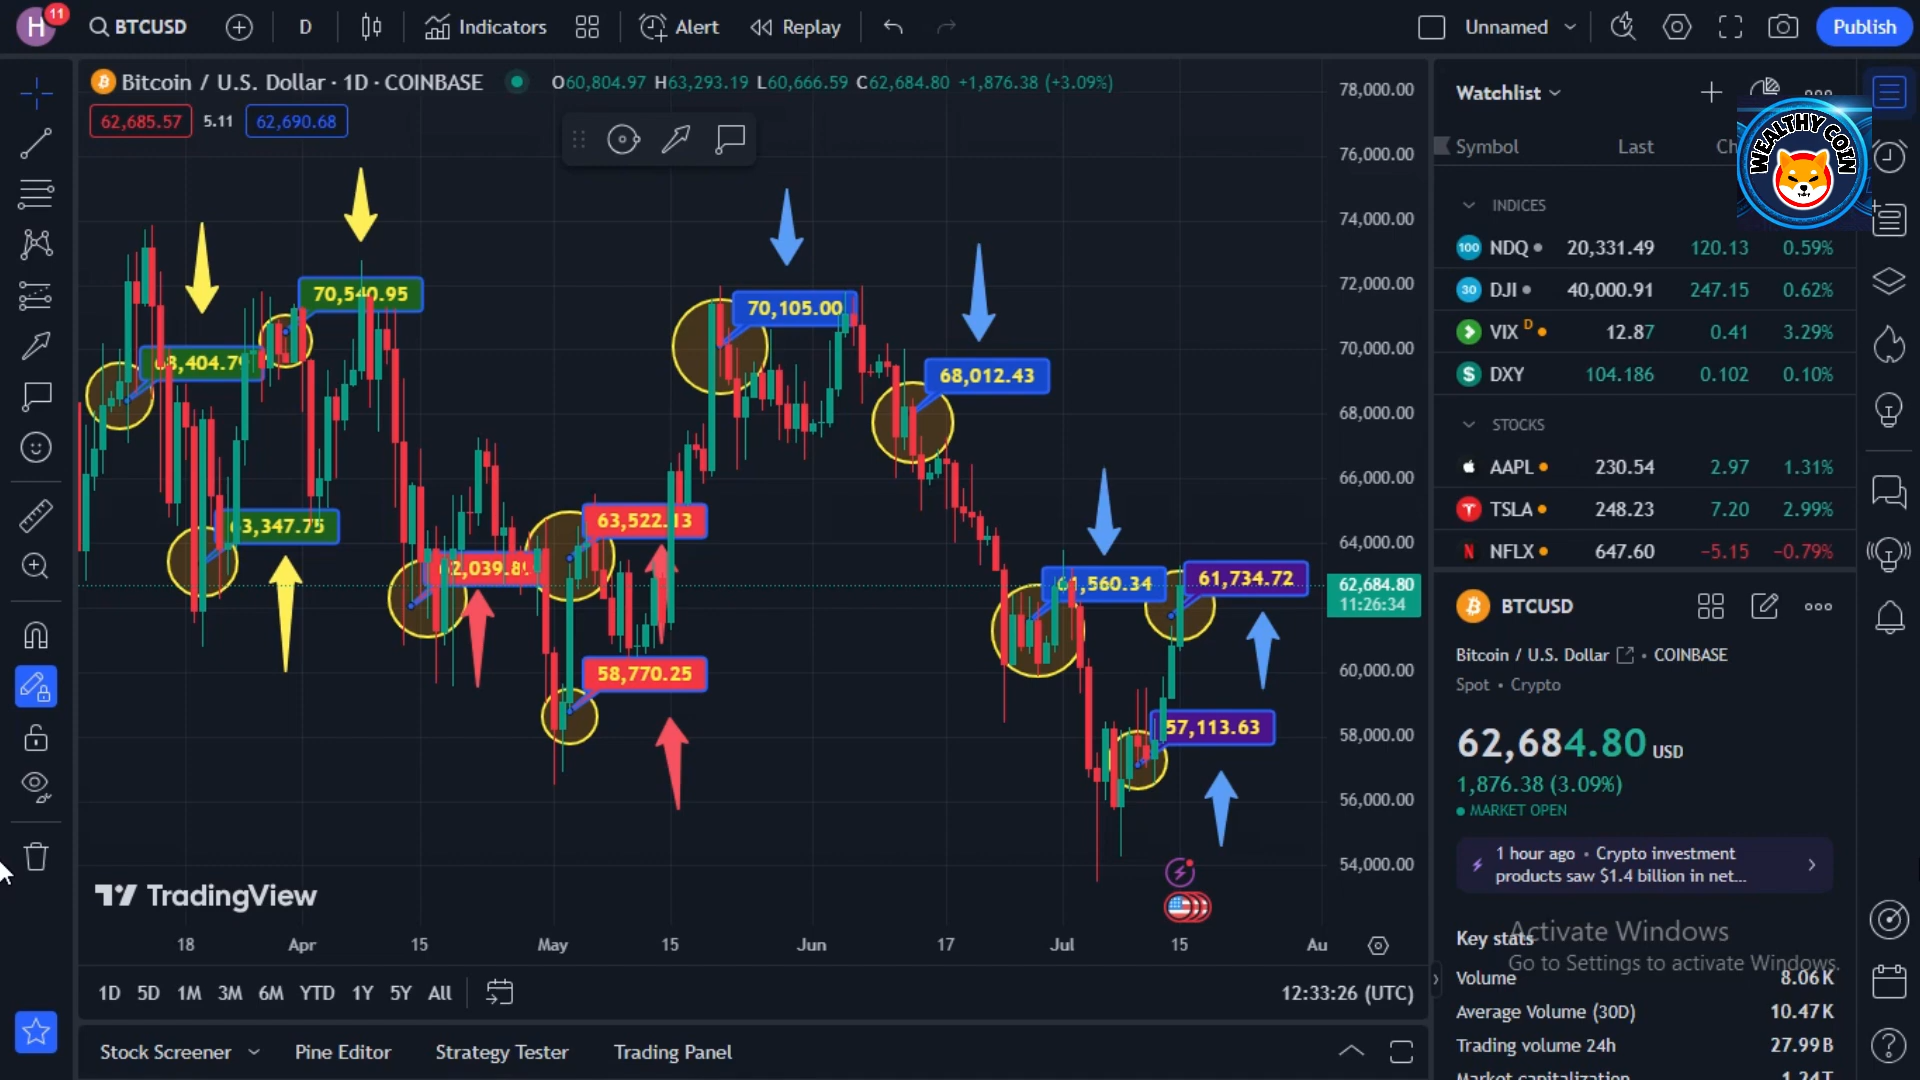 H
11
BTCUSD
D
Indicators
Alert
Replay
Unnamed
Publish
Bitcoin / U.S. Dollar · 1D · COINBASE
O60,804.97 H63,293.19 L60,666.59 C62,684.80 +1,876.38 (+3.09%)
62,685.57 5.11 62,690.68
78,000.00
76,000.00
74,000.00
72,000.00
70,000.00
68,000.00
66,000.00
64,000.00
62,684.80
11:26:34
60,000.00
58,000.00
56,000.00
54,000.00
70,540.95
70,105.00
68,012.43
63,347.75
63,522.13
58,770.25
61,734.72
57,113.63
TradingView
18 Apr 15 May 15 Jun 17 Jul 15 Au
1D 5D 1M 3M 6M YTD 1Y 5Y All
12:33:26 (UTC)
Stock Screener Pine Editor Strategy Tester Trading Panel
Watchlist
WEALTHY COIN
Symbol Last
INDICES
100 NDQ 20,331.49 120.13 0.59%
30 DJI 40,000.91 247.15 0.62%
VIX D 12.87 0.41 3.29%
S DXY 104.186 0.102 0.10%
STOCKS
AAPL 230.54 2.97 1.31%
TSLA 248.23 7.20 2.99%
N NFLX 647.60 −5.15 −0.79%
BTCUSD
Bitcoin / U.S. Dollar · COINBASE
Spot · Crypto
62,684.80 USD
1,876.38 (3.09%)
MARKET OPEN
1 hour ago · Crypto investment
products saw $1.4 billion in net...
Key stats
Activate Windows
Go to Settings to activate Windows.
Volume 8.06K
Average Volume (30D) 10.47K
Trading volume 24h 27.99B
Market capitalization 1.24T